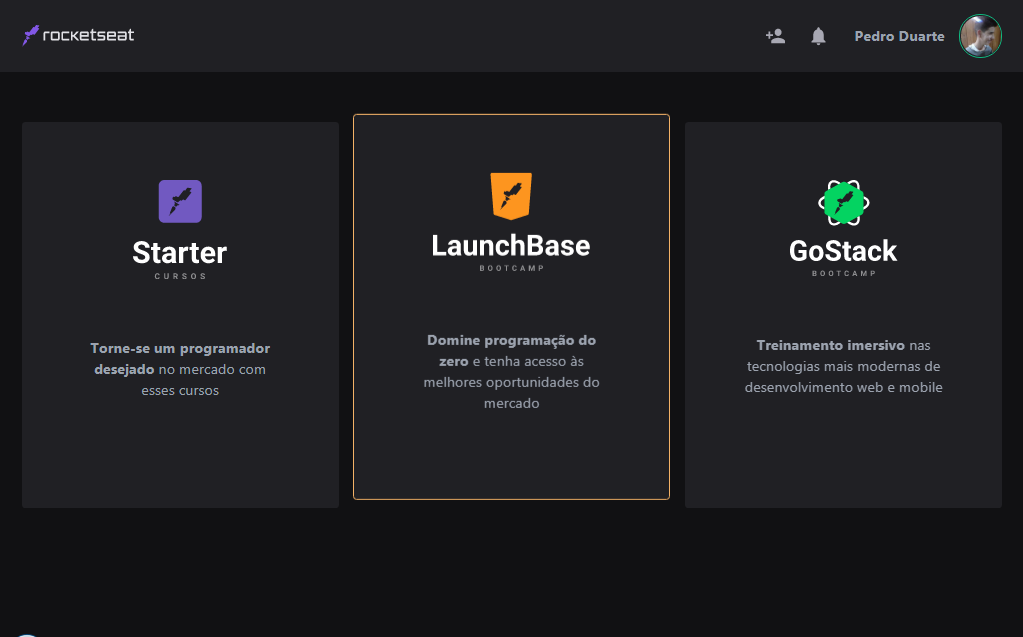 rocketseat
Pedro Duarte
Starter
CURSOS
Torne-se um programador
desejado no mercado com
esses cursos
LaunchBase
BOOTCAMP
Domine programação do
zero e tenha acesso às
melhores oportunidades do
mercado
GoStack
BOOTCAMP
Treinamento imersivo nas
tecnologias mais modernas de
desenvolvimento web e mobile